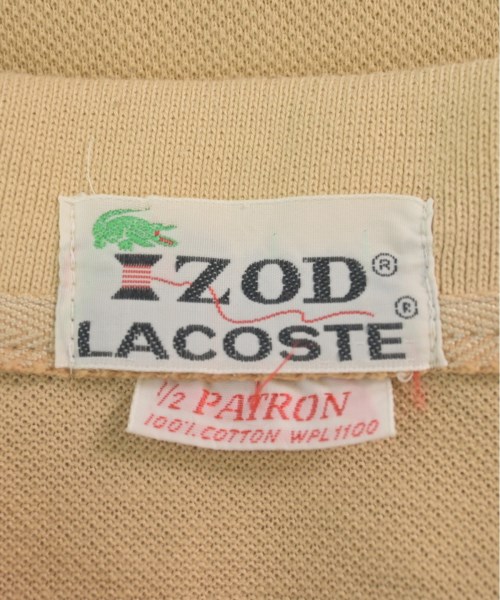 IZOD®
LACOSTE®
1/2 PATRON
100%. COTTON WPL1100